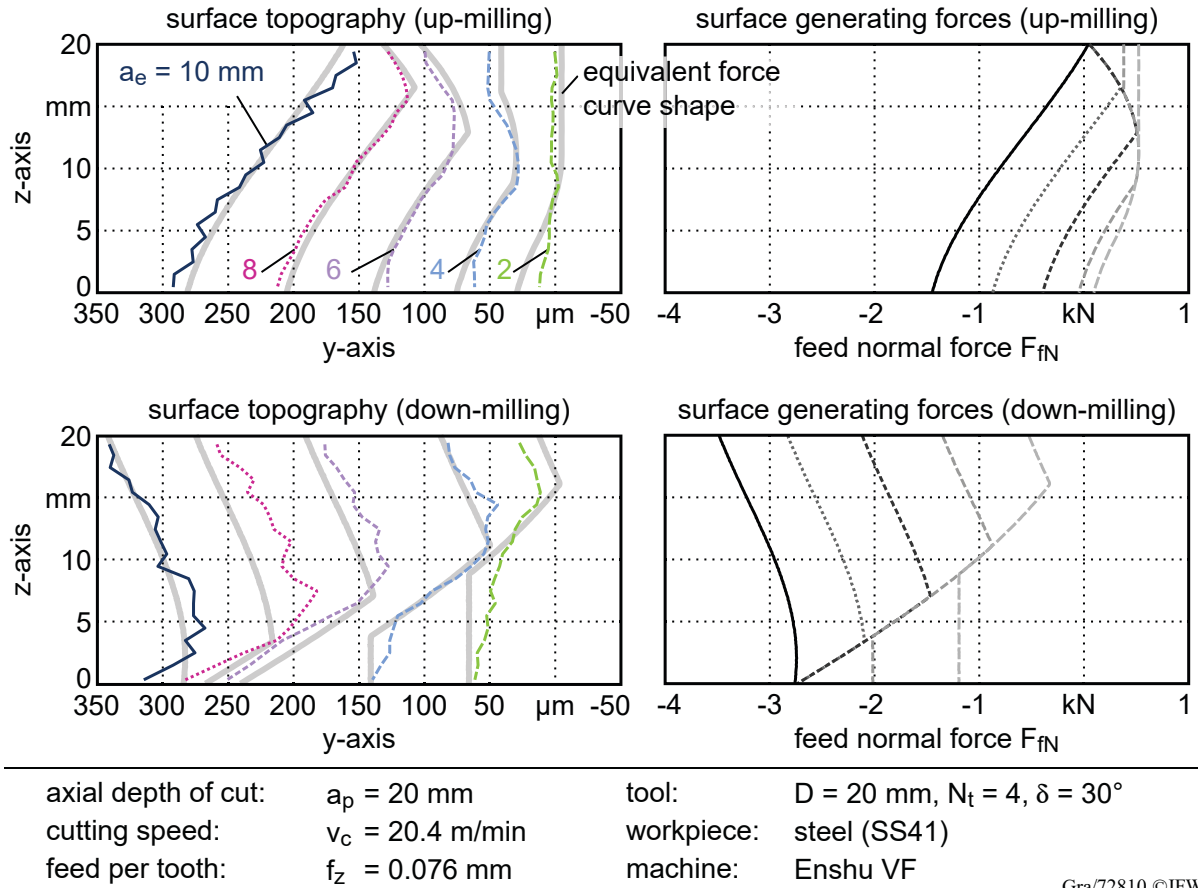 surface topography (up-milling)
surface generating forces (up-milling)
20
mm
10
5
0
z-axis
a_e = 10 mm
8
6
4
2
equivalent force
curve shape
350 300 250 200 150 100 50 µm -50
y-axis
-4 -3 -2 -1 kN 1
feed normal force F_fN
surface topography (down-milling)
surface generating forces (down-milling)
20
mm
10
5
0
z-axis
350 300 250 200 150 100 50 µm -50
y-axis
-4 -3 -2 -1 kN 1
feed normal force F_fN
axial depth of cut: a_p = 20 mm tool: D = 20 mm, N_t = 4, δ = 30°
cutting speed: v_c = 20.4 m/min workpiece: steel (SS41)
feed per tooth: f_z = 0.076 mm machine: Enshu VF
Gra/72810 ©IFW